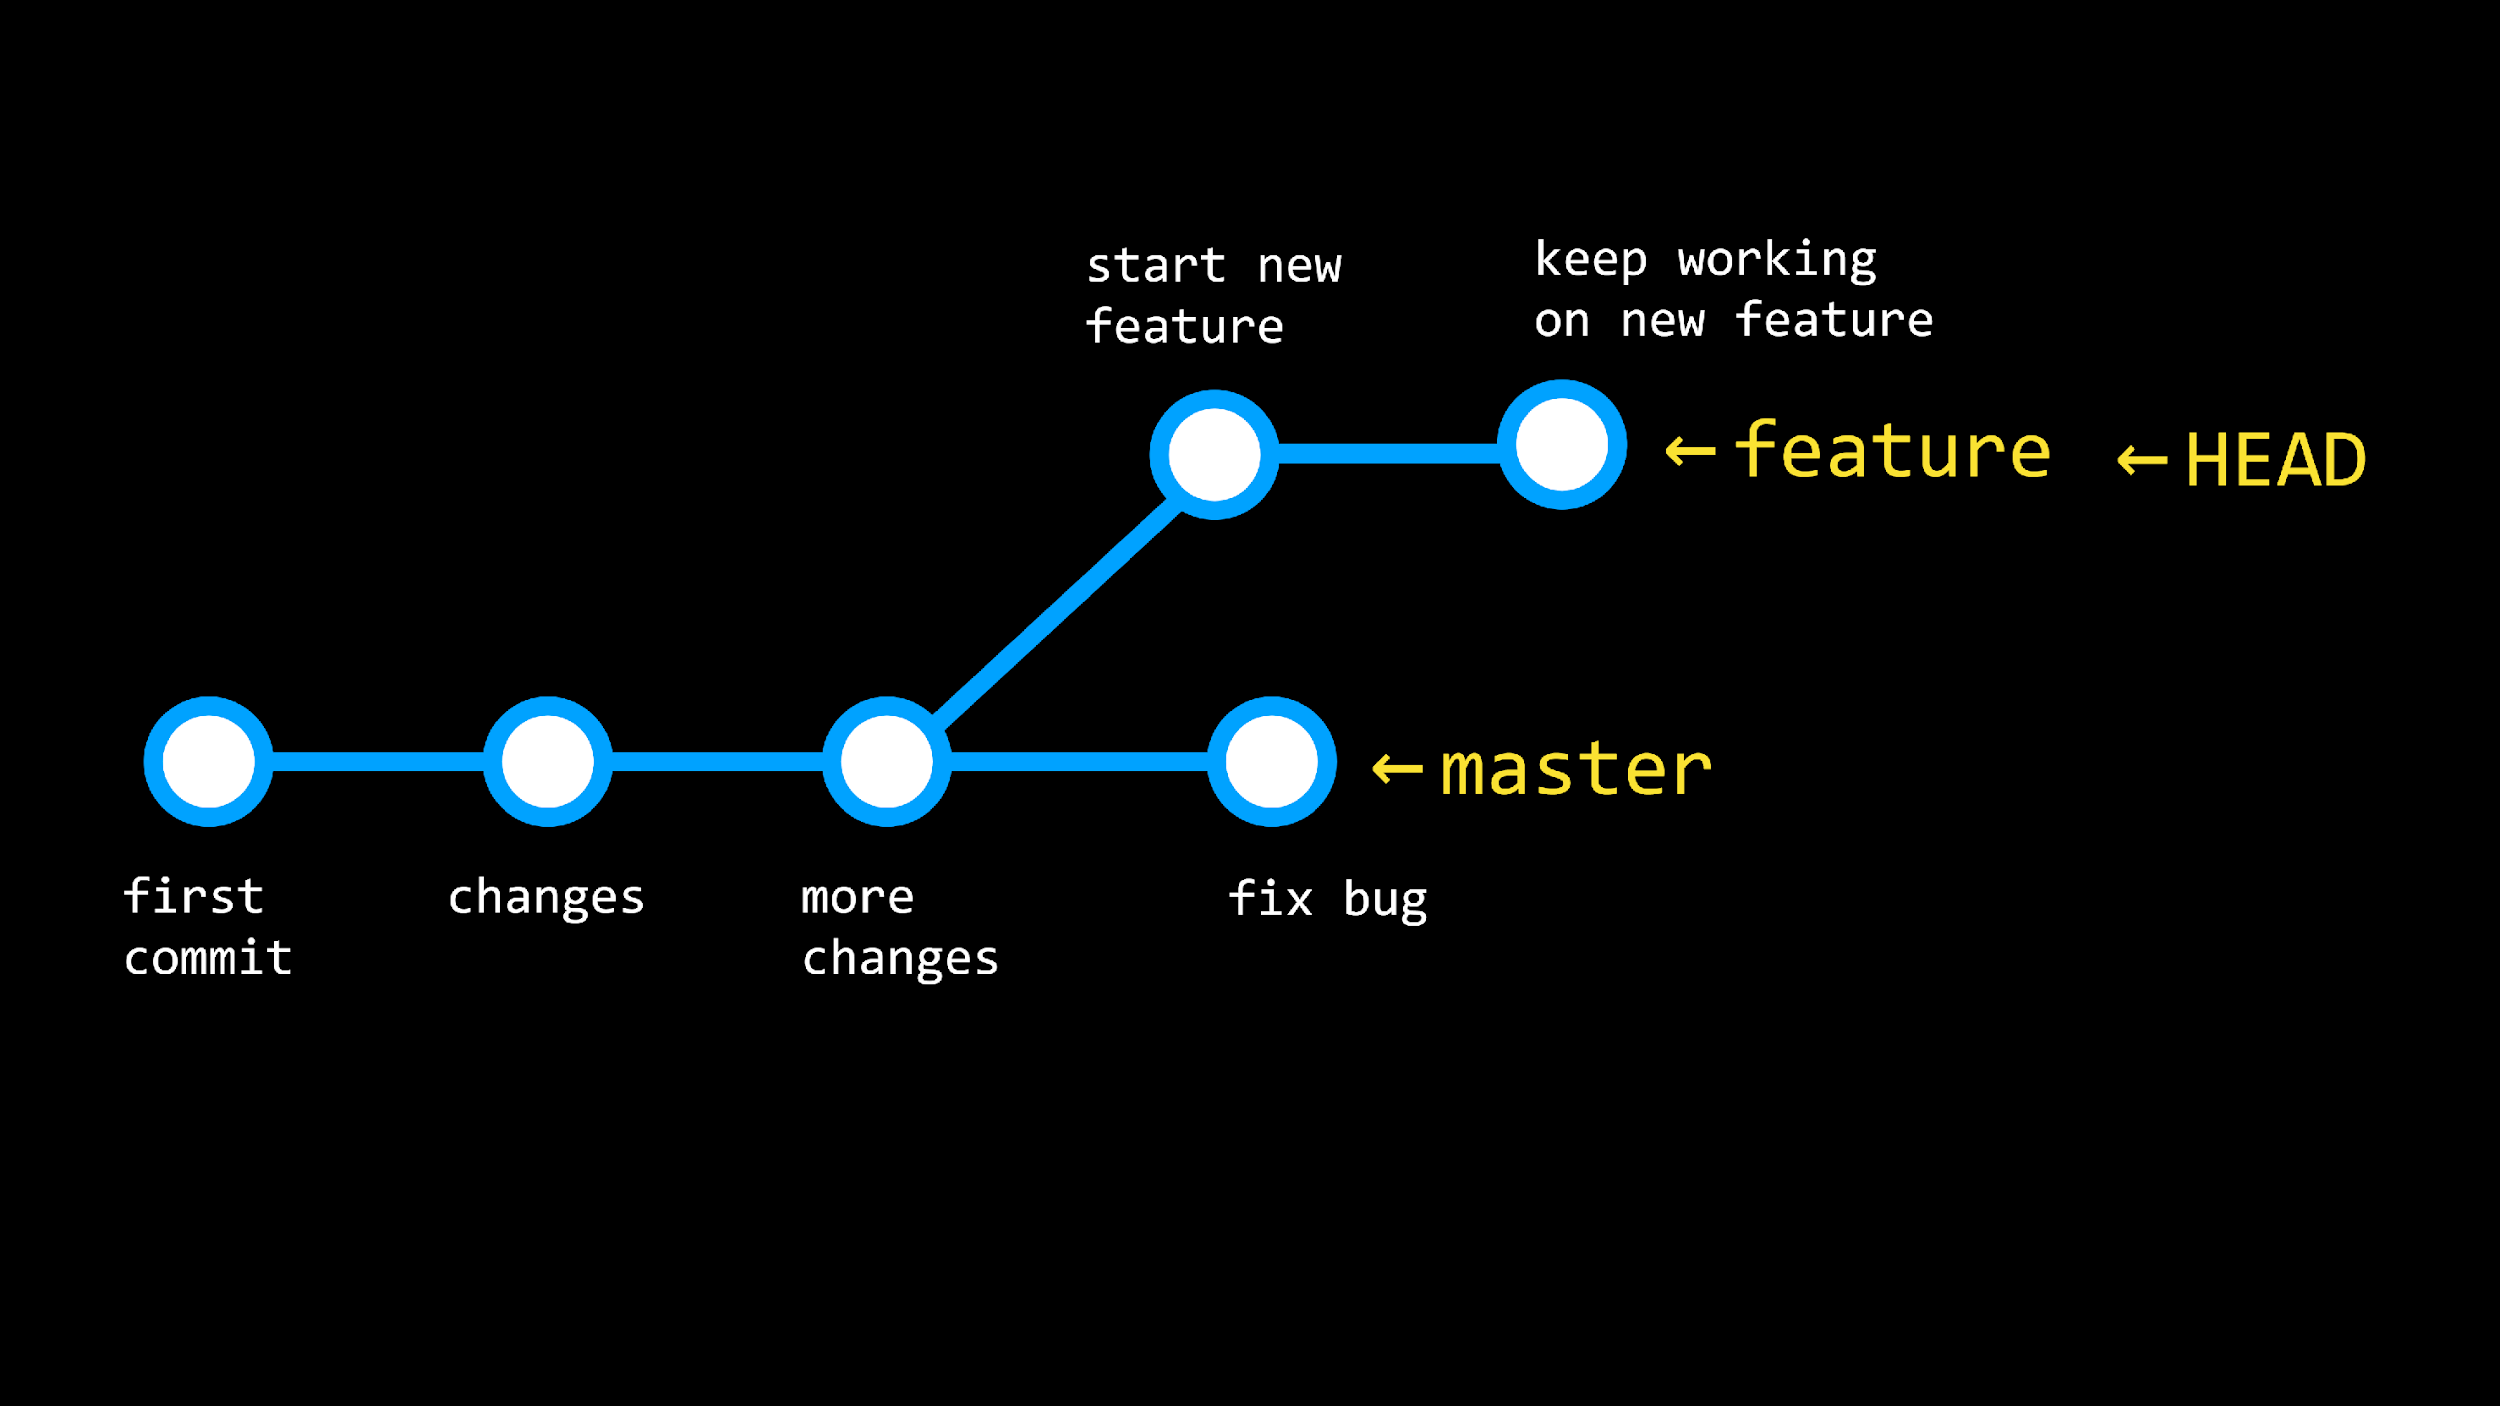 start new
feature
keep working
on new feature
← feature ← HEAD
← master
first
commit
changes
more
changes
fix bug